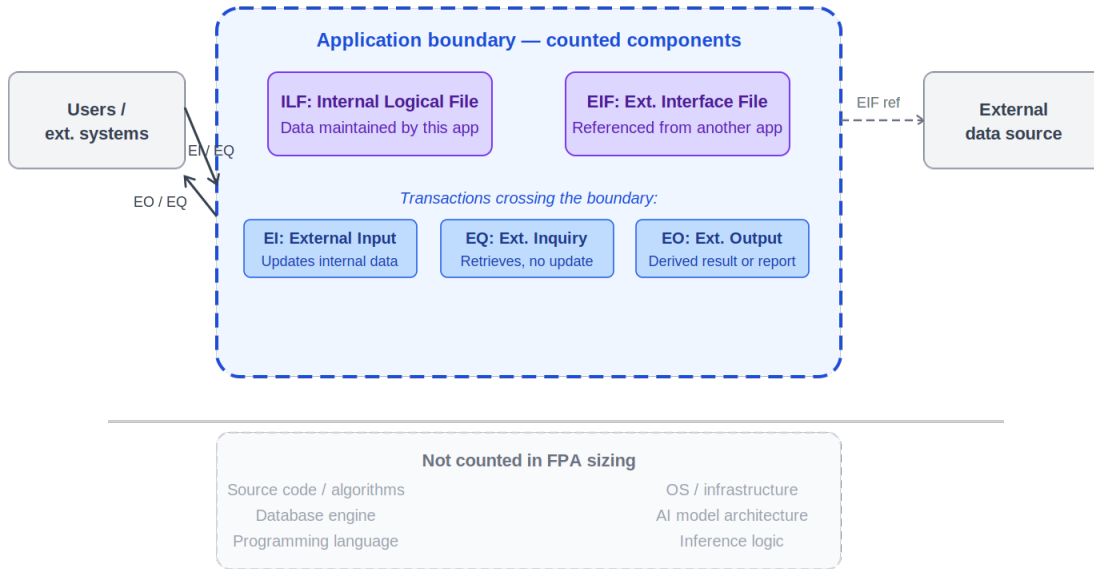 Application boundary — counted components
Users /
ext. systems
EI / EQ
EO / EQ
ILF: Internal Logical File
Data maintained by this app
EIF: Ext. Interface File
Referenced from another app
EIF ref
External
data source
Transactions crossing the boundary:
EI: External Input
Updates internal data
EQ: Ext. Inquiry
Retrieves, no update
EO: Ext. Output
Derived result or report
Not counted in FPA sizing
Source code / algorithms
Database engine
Programming language
OS / infrastructure
AI model architecture
Inference logic